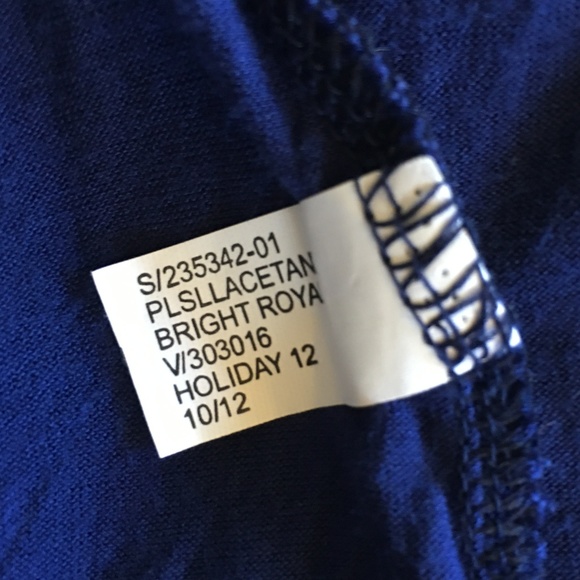 S/235342-01
PLSLLACETAN
BRIGHT ROYA
V/303016
HOLIDAY 12
10/12